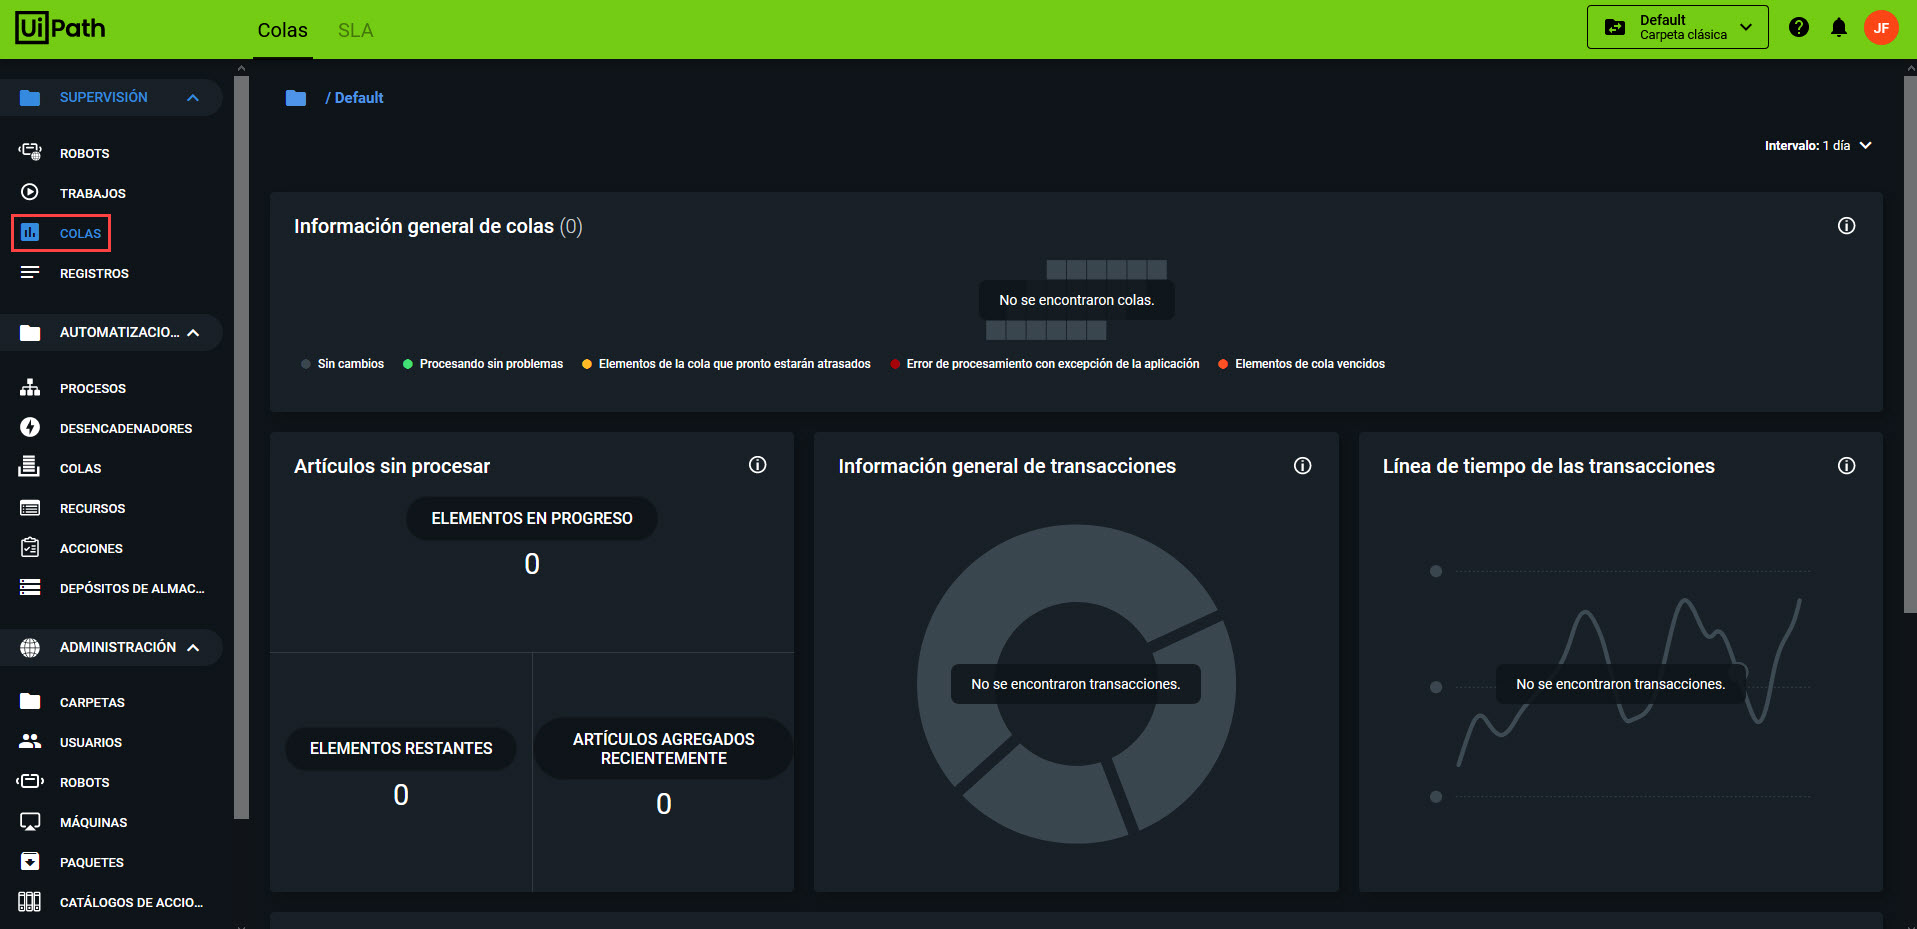 UiPath
Colas
SLA
Default
Carpeta clásica
JF
SUPERVISIÓN
ROBOTS
TRABAJOS
COLAS
REGISTROS
AUTOMATIZACIO...
PROCESOS
DESENCADENADORES
COLAS
RECURSOS
ACCIONES
DEPÓSITOS DE ALMAC...
ADMINISTRACIÓN
CARPETAS
USUARIOS
ROBOTS
MÁQUINAS
PAQUETES
CATÁLOGOS DE ACCIO...
/ Default
Intervalo: 1 día
Información general de colas (0)
No se encontraron colas.
Sin cambios
Procesando sin problemas
Elementos de la cola que pronto estarán atrasados
Error de procesamiento con excepción de la aplicación
Elementos de cola vencidos
Artículos sin procesar
ELEMENTOS EN PROGRESO
0
ELEMENTOS RESTANTES
0
ARTÍCULOS AGREGADOS
RECIENTEMENTE
0
Información general de transacciones
No se encontraron transacciones.
Línea de tiempo de las transacciones
No se encontraron transacciones.